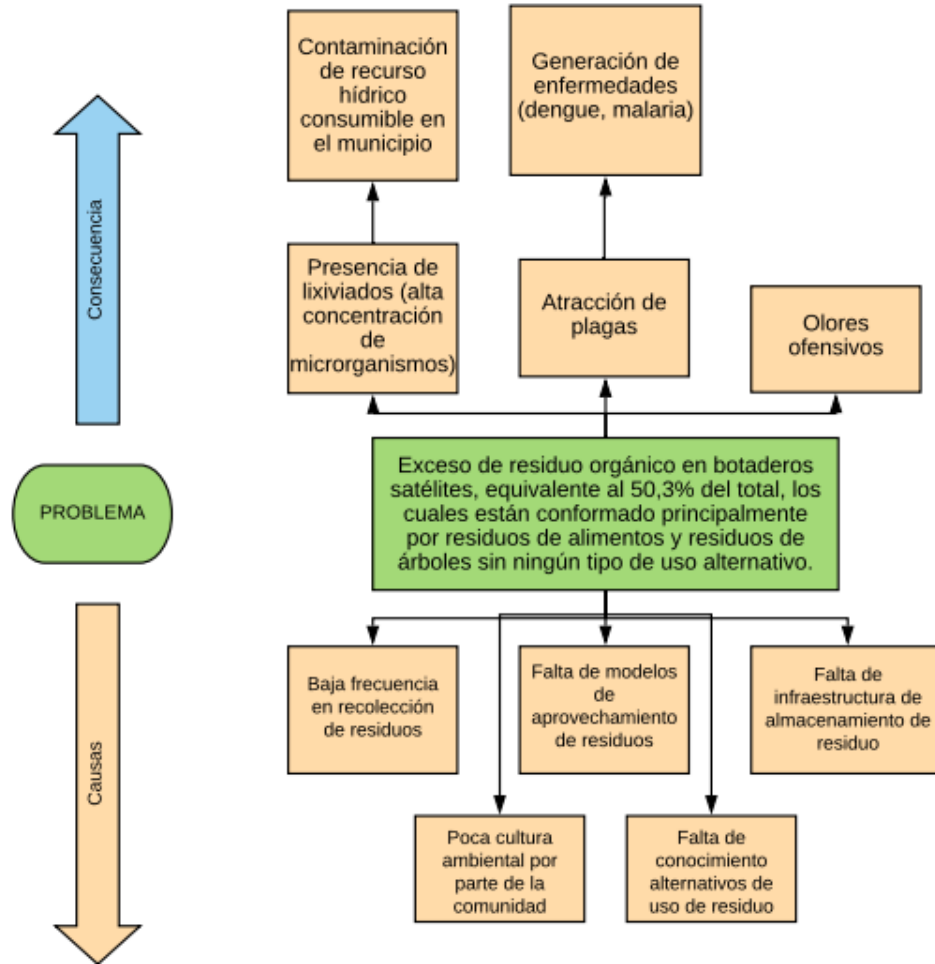 Contaminación
de recurso
hídrico
consumible en
el municipio
Generación de
enfermedades
(dengue, malaria)
Consecuencia
Presencia de
lixiviados (alta
concentración
de
microrganismos)
Atracción de
plagas
Olores
ofensivos
PROBLEMA
Exceso de residuo orgánico en botaderos
satélites, equivalente al 50,3% del total, los
cuales están conformado principalmente
por residuos de alimentos y residuos de
árboles sin ningún tipo de uso alternativo.
Causas
Baja frecuencia
en recolección
de residuos
Falta de modelos
de
aprovechamiento
de residuos
Falta de
infraestructura de
almacenamiento de
residuo
Poca cultura
ambiental por
parte de la
comunidad
Falta de
conocimiento
alternativos de
uso de residuo